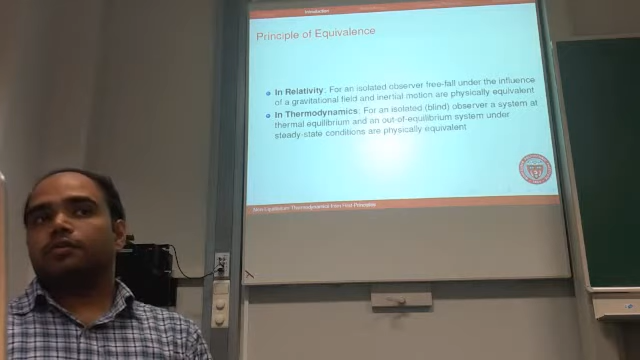 Introduction
Principle of Equivalence
In Relativity: For an isolated observer free-fall under the influence
of a gravitational field and inertial motion are physically equivalent
In Thermodynamics: For an isolated (blind) observer a system at
thermal equilibrium and an out-of-equilibrium system under
steady-state conditions are physically equivalent
Non-Equilibrium Thermodynamics from First Principles